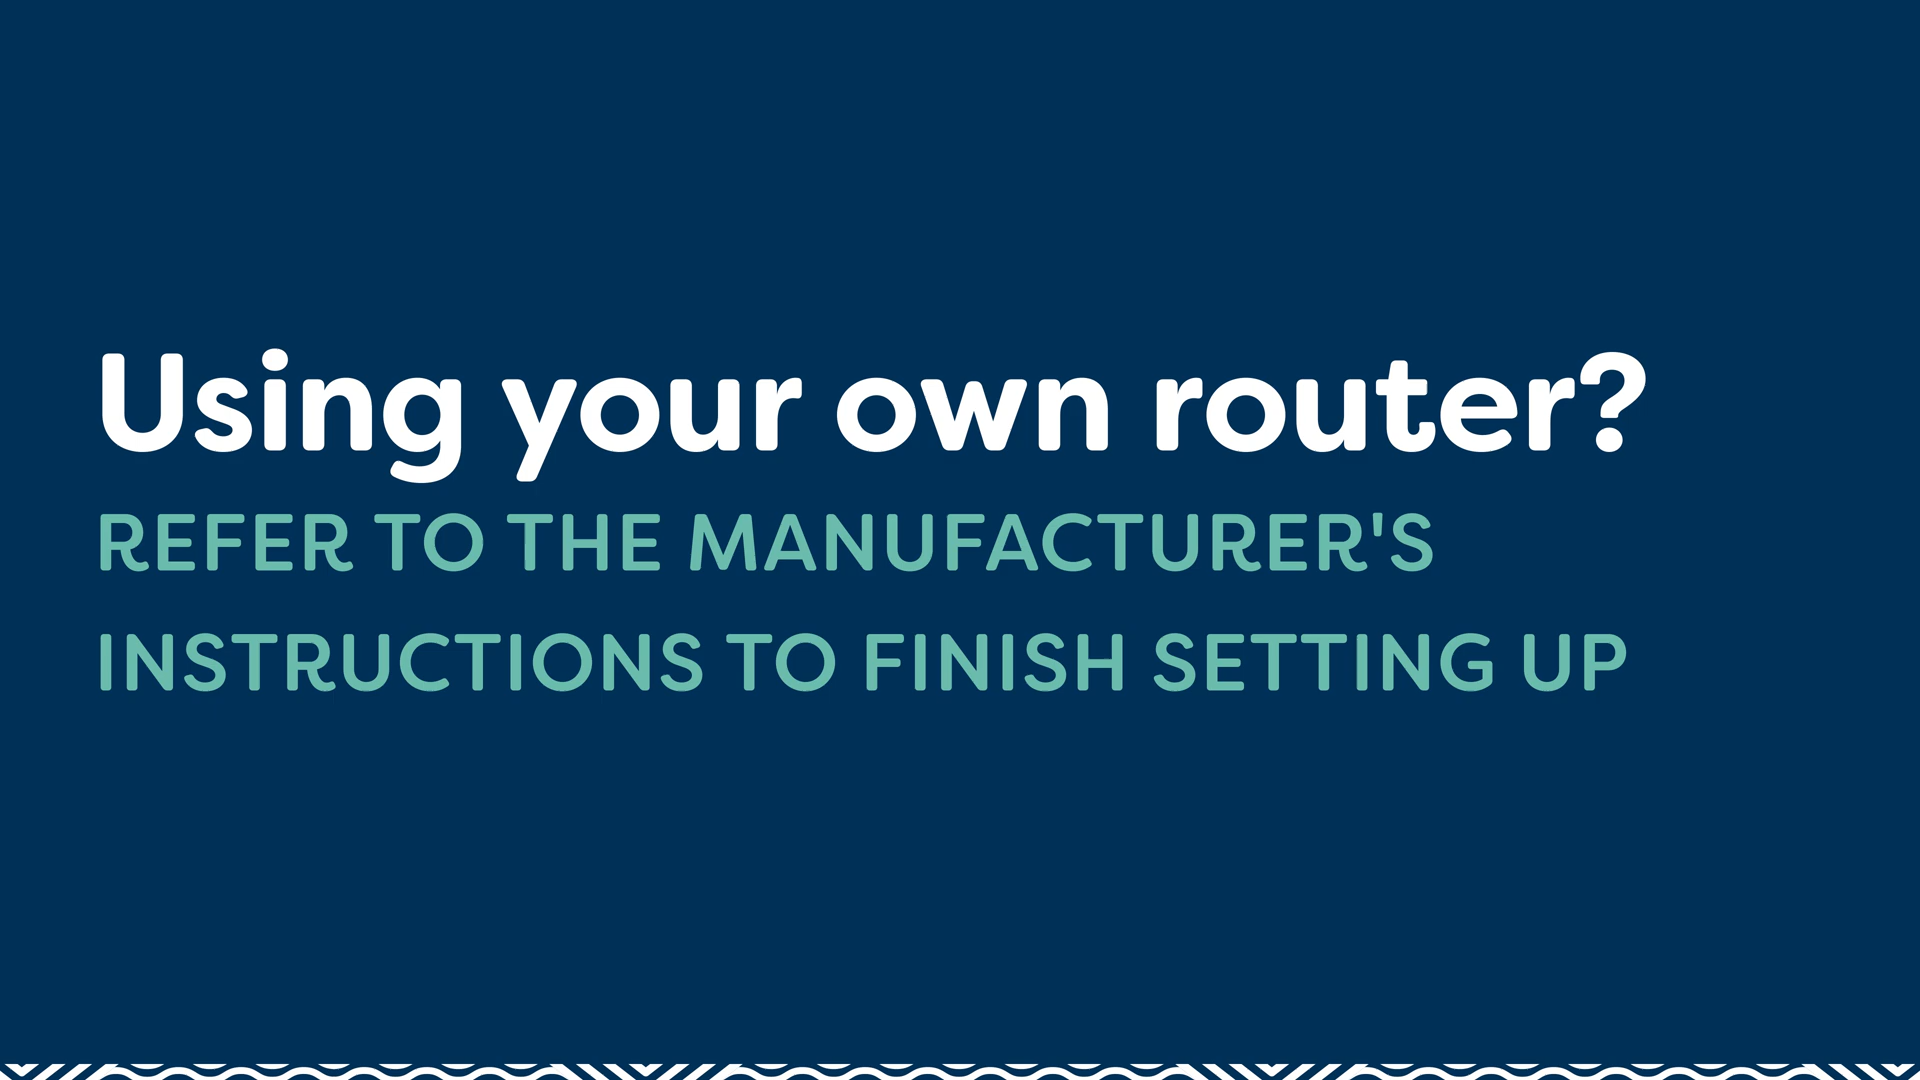 Using your own router?
REFER TO THE MANUFACTURER'S
INSTRUCTIONS TO FINISH SETTING UP